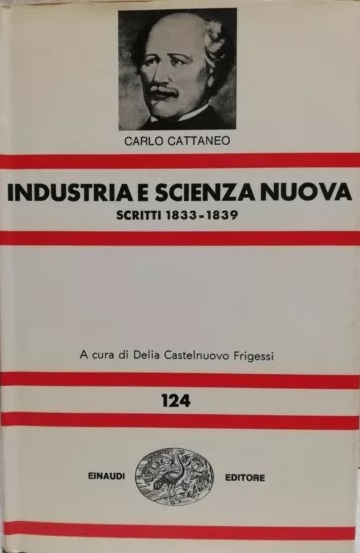 CARLO CATTANEO
INDUSTRIA E SCIENZA NUOVA
SCRITTI 1833-1839
A cura di Delia Castelnuovo Frigessi
124
EINAUDI EDITORE